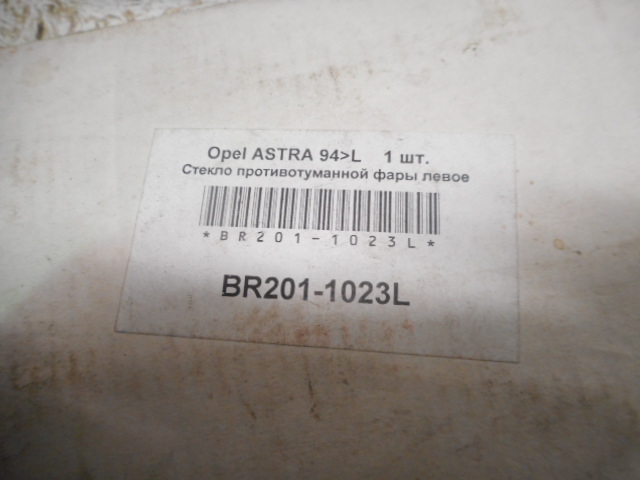 Opel ASTRA 94>L 1 шт.
Стекло противотуманной фары левое
*BR201-1023L*
BR201-1023L